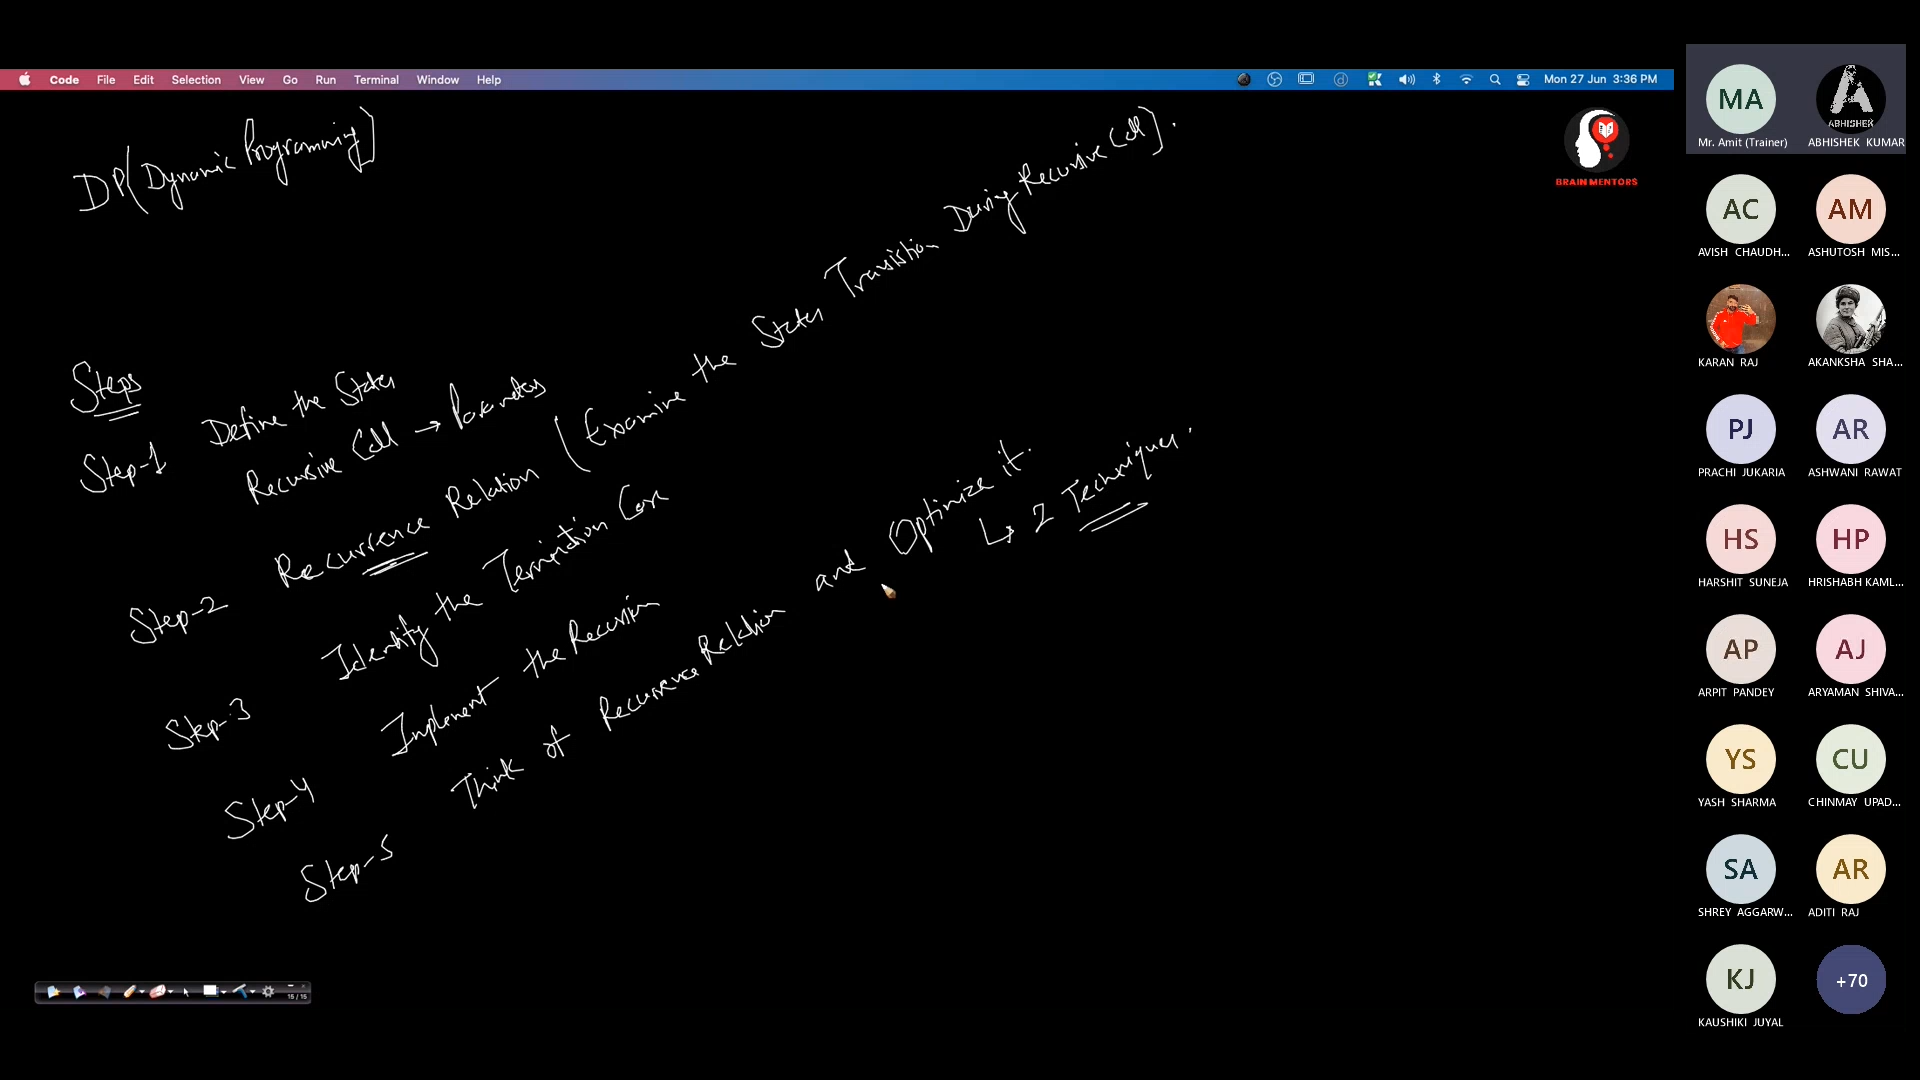 Code File Edit Selection View Go Run Terminal Window Help Mon 27 Jun 3:36 PM
DP(Dynamic Programming)
BRAIN MENTORS
Steps
Step-1 Define the States
Recursive Call → Parameters
Step-2 Recurrence Relation (Examine the States Transistion During Recursive Call).
Step-3 Identify the Termination Case
Step-4 Implement the Recursion
Step-5 Think of Recurrence Relation and Optimize it.
↳ 2 Techniques.
15 / 15
MA
Mr. Amit (Trainer)
ABHISHEK
ABHISHEK KUMAR
AC
AVISH CHAUDH...
AM
ASHUTOSH MIS...
KARAN RAJ
AKANKSHA SHA...
PJ
PRACHI JUKARIA
AR
ASHWANI RAWAT
HS
HARSHIT SUNEJA
HP
HRISHABH KAML...
AP
ARPIT PANDEY
AJ
ARYAMAN SHIVA...
YS
YASH SHARMA
CU
CHINMAY UPAD...
SA
SHREY AGGARW...
AR
ADITI RAJ
KJ
KAUSHIKI JUYAL
+70